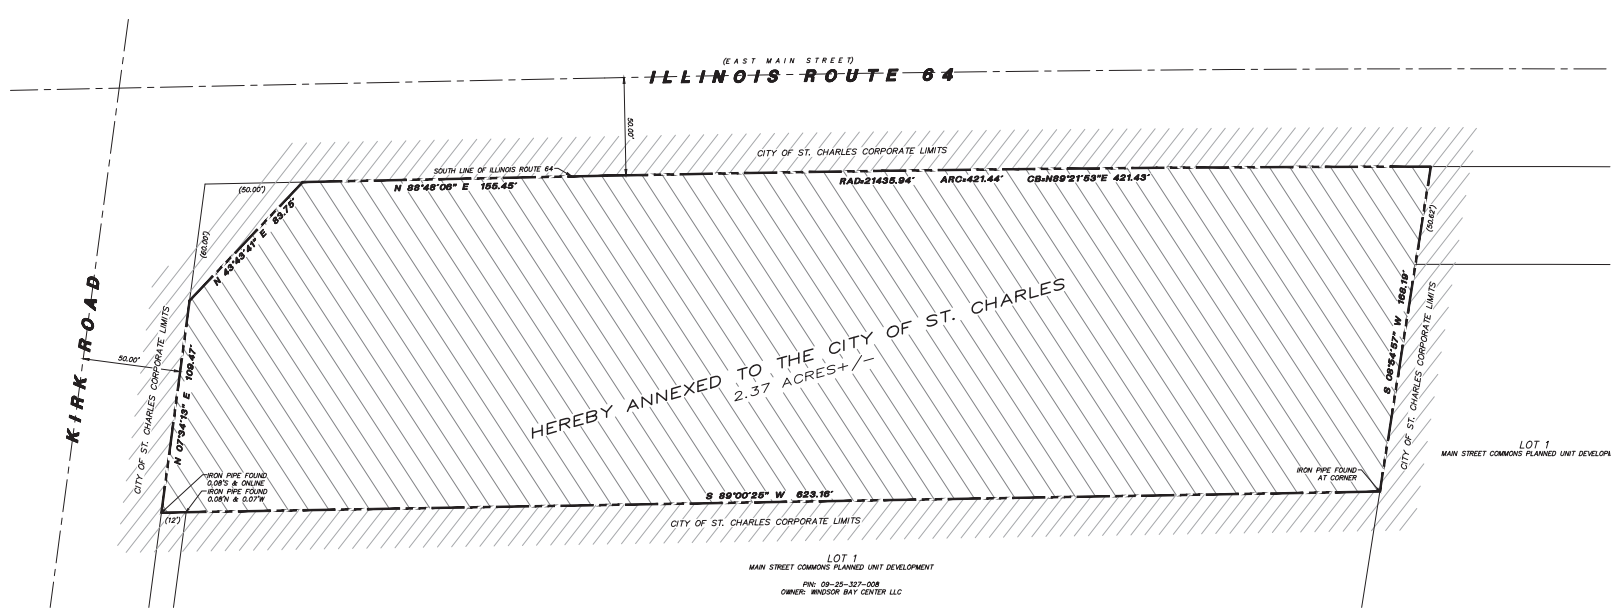 (EAST MAIN STREET)
ILLINOIS ROUTE 64
50.00'
CITY OF ST. CHARLES CORPORATE LIMITS
SOUTH LINE OF ILLINOIS ROUTE 64
(50.00')
N 88°48'06" E 155.45'
RAD=21435.94' ARC=421.44' CB=N89°21'53"E 421.43'
(60.00')
N 43°43'41" E 83.75'
(50.62')
KIRK ROAD
50.00'
CITY OF ST. CHARLES CORPORATE LIMITS
N 07°34'13" E 109.47'
HEREBY ANNEXED TO THE CITY OF ST. CHARLES
2.37 ACRES+/-
S 08°54'57" W 168.19'
CITY OF ST. CHARLES CORPORATE LIMITS
LOT 1
MAIN STREET COMMONS PLANNED UNIT DEVELOP
IRON PIPE FOUND
0.08'S & ONLINE
IRON PIPE FOUND
0.08'N & 0.07'W
IRON PIPE FOUND
AT CORNER
S 89°00'25" W 623.16'
(12')
CITY OF ST. CHARLES CORPORATE LIMITS
LOT 1
MAIN STREET COMMONS PLANNED UNIT DEVELOPMENT
PIN: 09-25-327-008
OWNER: WINDSOR BAY CENTER LLC